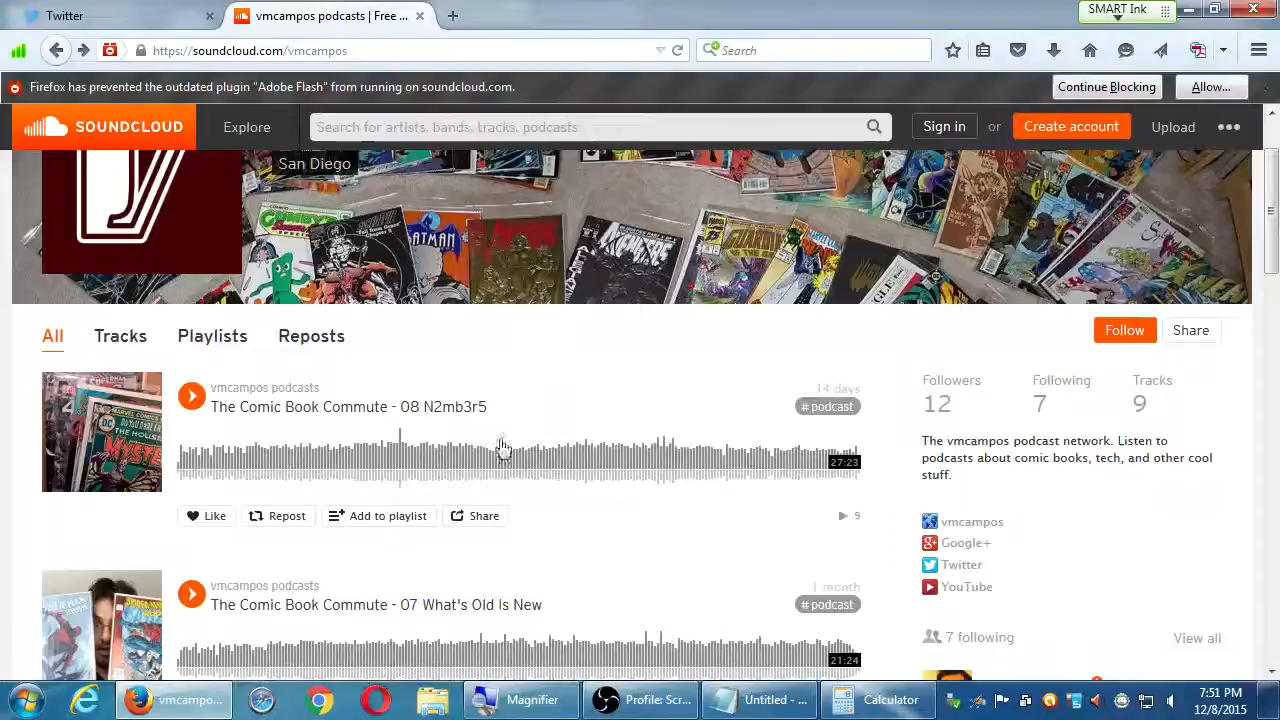 Twitter
vmcampos podcasts | Free ...
SMART Ink
https://soundcloud.com/vmcampos
Search
Firefox has prevented the outdated plugin "Adobe Flash" from running on soundcloud.com.
Continue Blocking
Allow...
SOUNDCLOUD
Explore
Search for artists, bands, tracks, podcasts
Sign in
or
Create account
Upload
San Diego
GUMBY'S
BATMAN
AVENGERS
All
Tracks
Playlists
Reposts
Follow
Share
vmcampos podcasts
14 days
The Comic Book Commute - 08 N2mb3r5
# podcast
27:23
Like
Repost
Add to playlist
Share
9
Followers
Following
Tracks
12
7
9
The vmcampos podcast network. Listen to
podcasts about comic books, tech, and other cool
stuff.
vmcampos
Google+
Twitter
YouTube
7 following
View all
vmcampos podcasts
1 month
The Comic Book Commute - 07 What's Old Is New
# podcast
21:24
vmcampo...
Magnifier
Profile: Scr...
Untitled - ...
Calculator
7:51 PM
12/8/2015